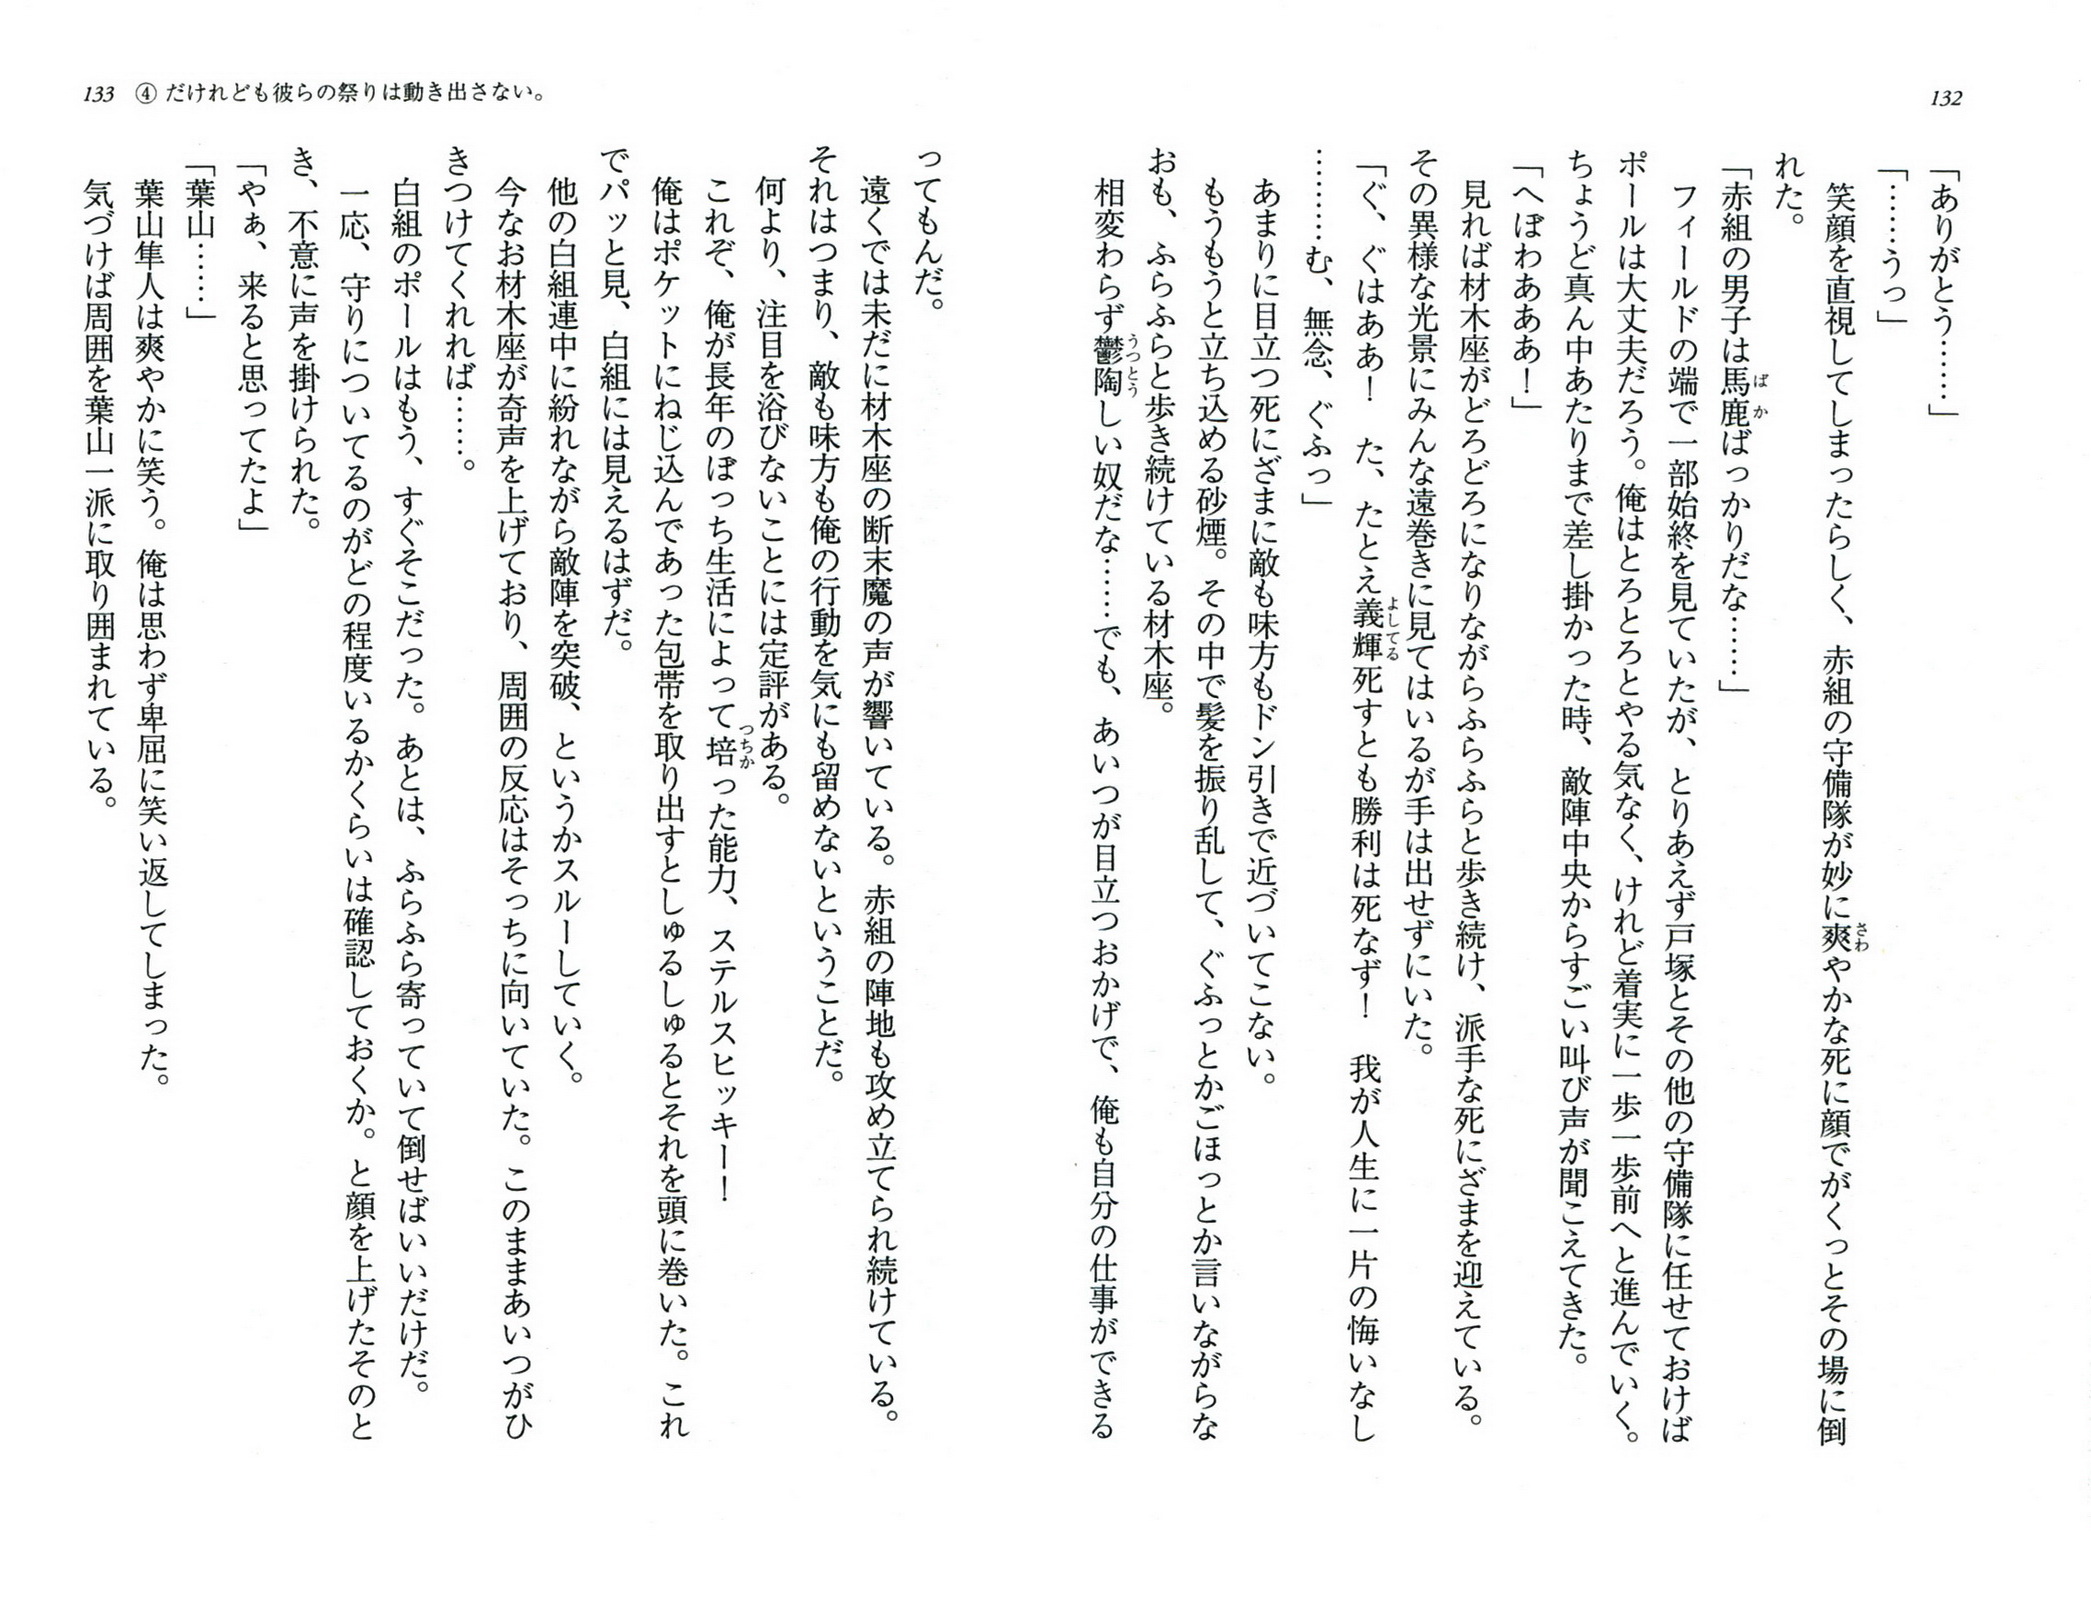 132
「ありがとう……」
「……うっ」
　笑顔を直視してしまったらしく、赤組の守備隊が妙に爽やかな死に顔でがくっとその場に倒
れた。
「赤組の男子は馬鹿ばっかりだな……」
　フィールドの端で一部始終を見ていたが、とりあえず戸塚とその他の守備隊に任せておけば
ポールは大丈夫だろう。俺はとろとろとやる気なく、けれど着実に一歩一歩前へと進んでいく。
ちょうど真ん中あたりまで差し掛かった時、敵陣中央からすごい叫び声が聞こえてきた。
「へぼわあああ！」
　見れば材木座がどろどろになりながらふらふらと歩き続け、派手な死にざまを迎えている。
その異様な光景にみんな遠巻きに見てはいるが手は出せずにいた。
「ぐ、ぐはああ！　た、たとえ義輝死すとも勝利は死なず！　我が人生に一片の悔いなし
………む、無念、ぐふっ」
　あまりに目立つ死にざまに敵も味方もドン引きで近づいてこない。
　もうもうと立ち込める砂煙。その中で髪を振り乱して、ぐふっとかごほっとか言いながらな
おも、ふらふらと歩き続けている材木座。
　相変わらず鬱陶しい奴だな……でも、あいつが目立つおかげで、俺も自分の仕事ができる
133　④ だけれども彼らの祭りは動き出さない。
ってもんだ。
　遠くでは未だに材木座の断末魔の声が響いている。赤組の陣地も攻め立てられ続けている。
それはつまり、敵も味方も俺の行動を気にも留めないということだ。
　何より、注目を浴びないことには定評がある。
　これぞ、俺が長年のぼっち生活によって培った能力、ステルスヒッキー！
　俺はポケットにねじ込んであった包帯を取り出すとしゅるしゅるとそれを頭に巻いた。これ
でパッと見、白組には見えるはずだ。
　他の白組連中に紛れながら敵陣を突破、というかスルーしていく。
　今なお材木座が奇声を上げており、周囲の反応はそっちに向いていた。このままあいつがひ
きつけてくれれば……。
　白組のポールはもう、すぐそこだった。あとは、ふらふら寄っていて倒せばいいだけだ。
　一応、守りについてるのがどの程度いるかくらいは確認しておくか。と顔を上げたそのと
き、不意に声を掛けられた。
「やぁ、来ると思ってたよ」
「葉山……」
　葉山隼人は爽やかに笑う。俺は思わず卑屈に笑い返してしまった。
　気づけば周囲を葉山一派に取り囲まれている。